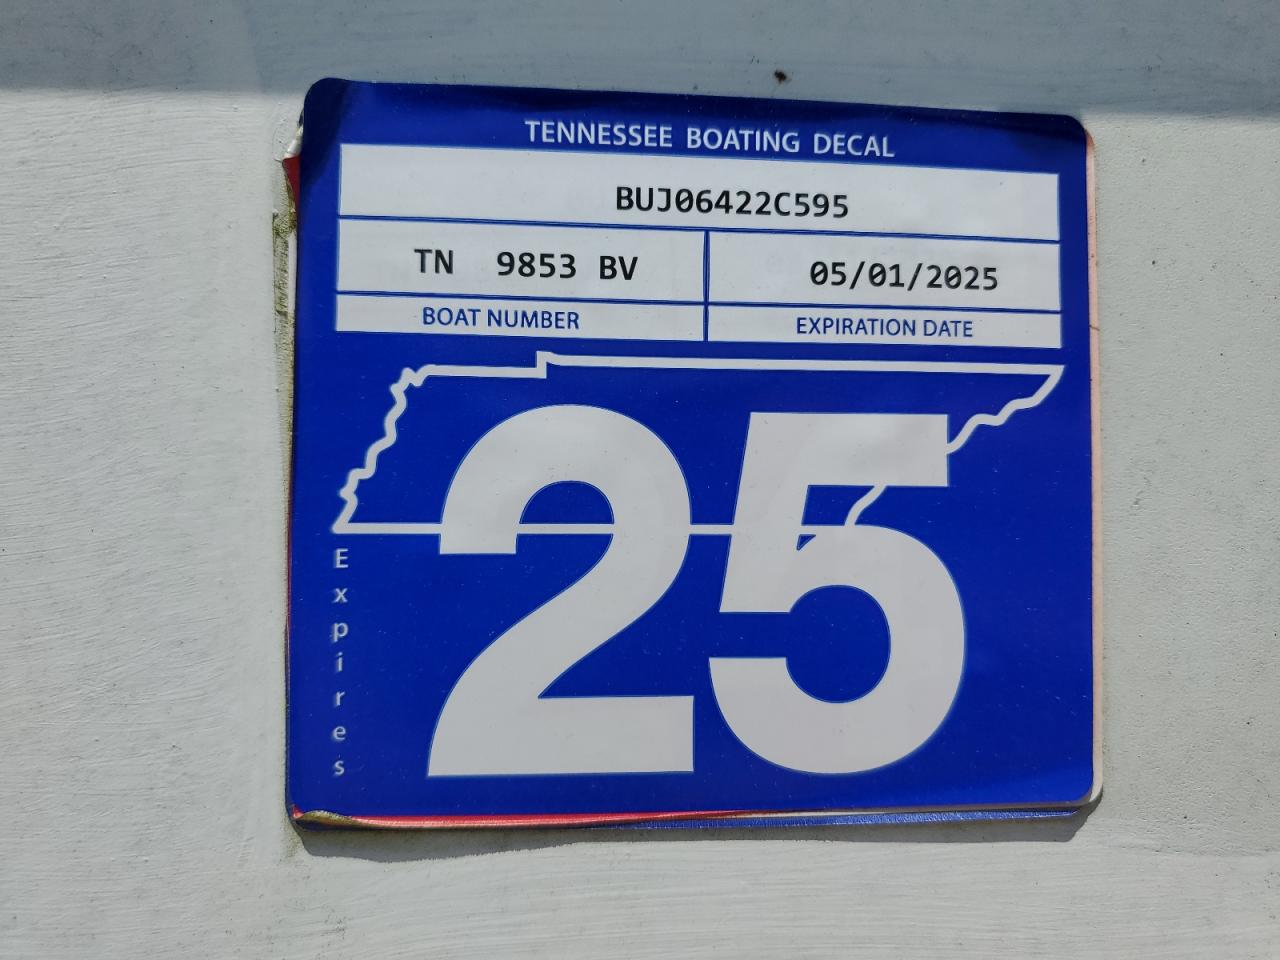 TENNESSEE BOATING DECAL
BUJ06422C595
TN 9853 BV
05/01/2025
BOAT NUMBER
EXPIRATION DATE
25
Expires